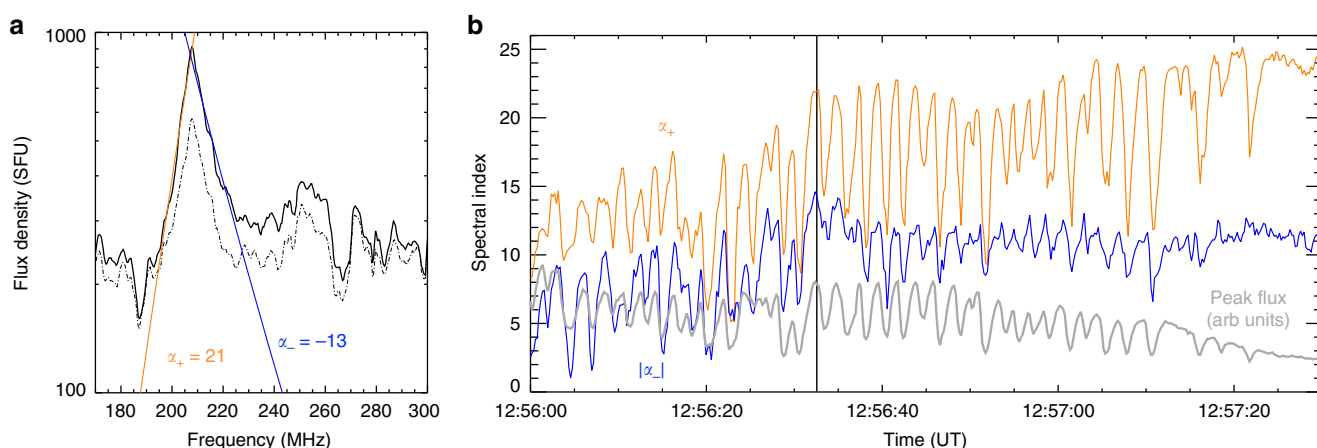 a
1000
100
Flux density (SFU)
α₊ = 21
α₋ = −13
180 200 220 240 260 280 300
Frequency (MHz)
b
25
20
15
10
5
0
Spectral index
α₊
|α₋|
Peak flux
(arb units)
12:56:00 12:56:20 12:56:40 12:57:00 12:57:20
Time (UT)